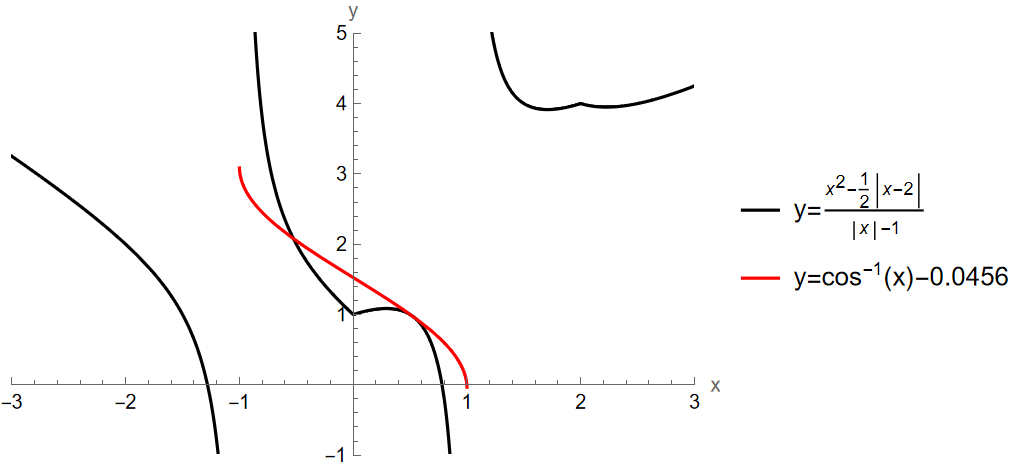 y
5
4
3
2
1
−1
−3 −2 −1 1 2 3 x
y=(x²−1/2|x−2|)/(|x|−1)
y=cos⁻¹(x)−0.0456